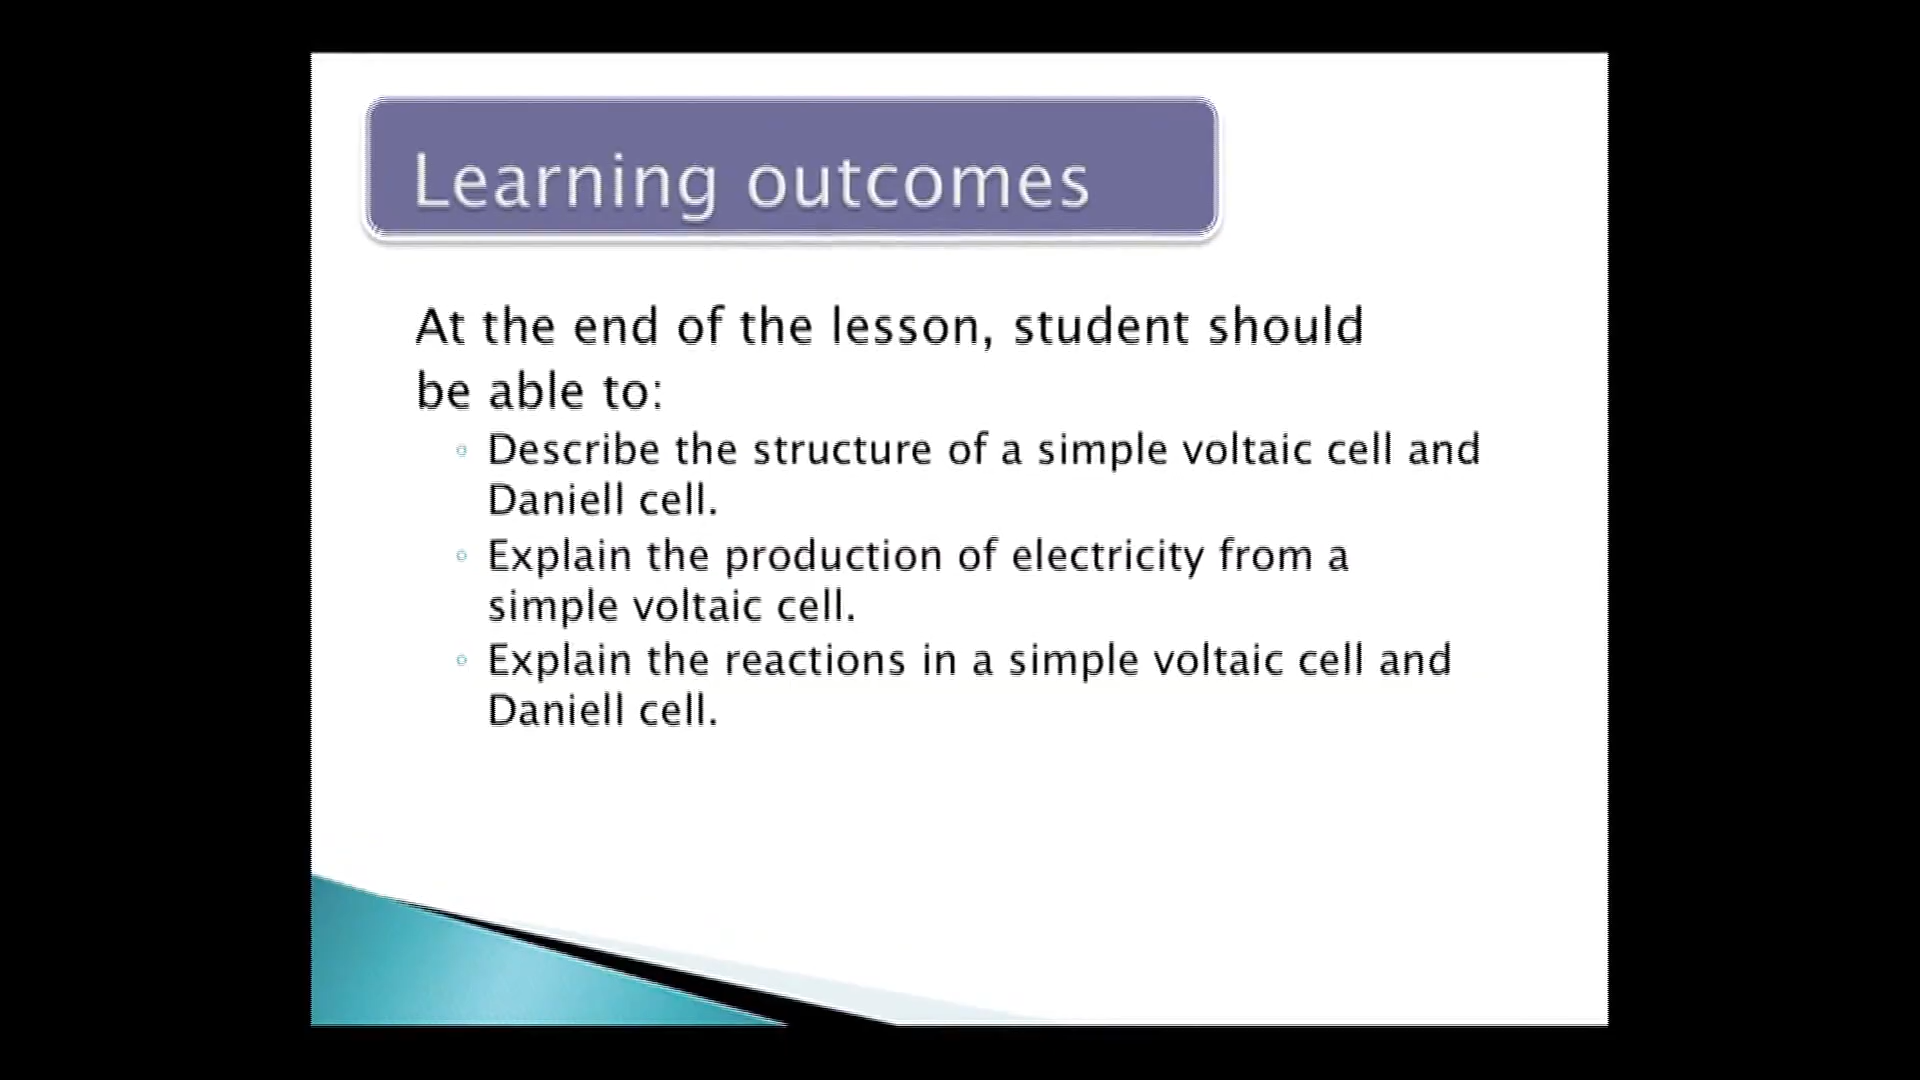 Learning outcomes
At the end of the lesson, student should
be able to:
Describe the structure of a simple voltaic cell and
Daniell cell.
Explain the production of electricity from a
simple voltaic cell.
Explain the reactions in a simple voltaic cell and
Daniell cell.